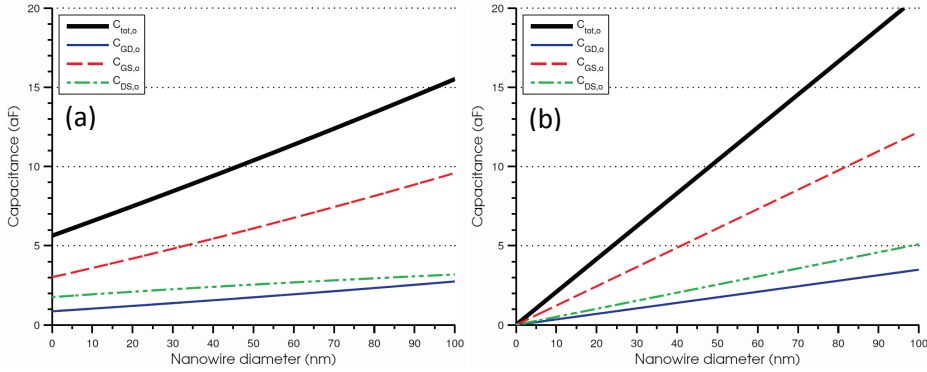 20
15
10
5
0
Capacitance (aF)
C_tot,o
C_GD,o
C_GS,o
C_DS,o
(a)
0 10 20 30 40 50 60 70 80 90 100
Nanowire diameter (nm)
20
15
10
5
0
Capacitance (aF)
C_tot,o
C_GD,o
C_GS,o
C_DS,o
(b)
0 10 20 30 40 50 60 70 80 90 100
Nanowire diameter (nm)